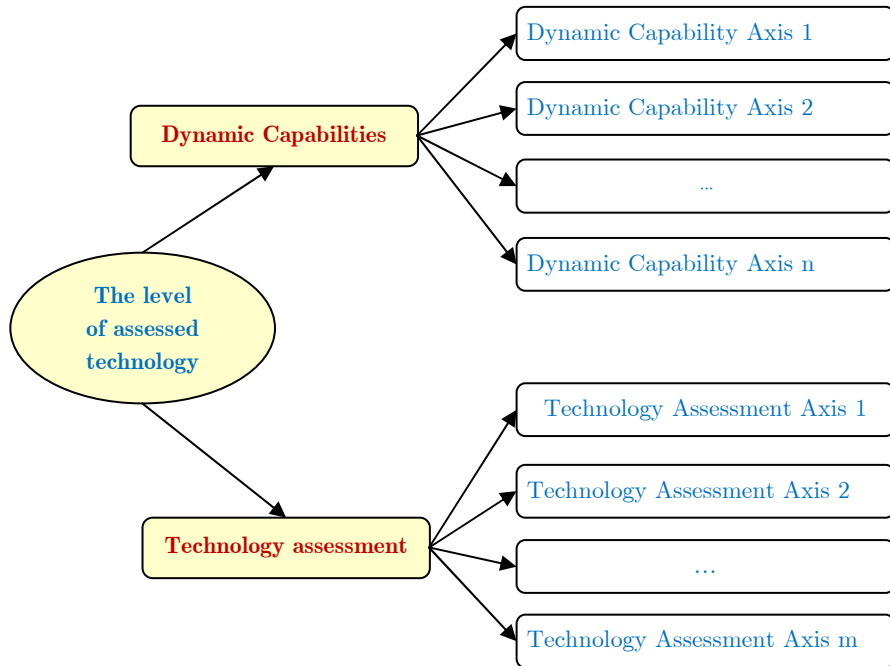 Dynamic Capability Axis 1
Dynamic Capability Axis 2
Dynamic Capabilities
...
Dynamic Capability Axis n
The level
of assessed
technology
Technology Assessment Axis 1
Technology Assessment Axis 2
Technology assessment
...
Technology Assessment Axis m